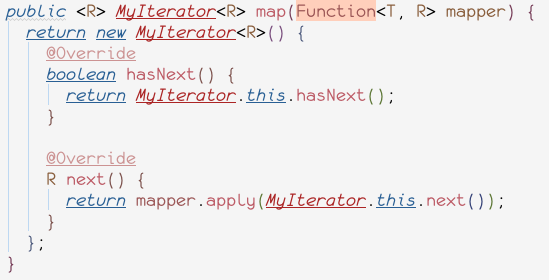 public <R> MyIterator<R> map(Function<T, R> mapper) {
  return new MyIterator<R>() {
    @Override
    boolean hasNext() {
      return MyIterator.this.hasNext();
    }

    @Override
    R next() {
      return mapper.apply(MyIterator.this.next());
    }
  };
}